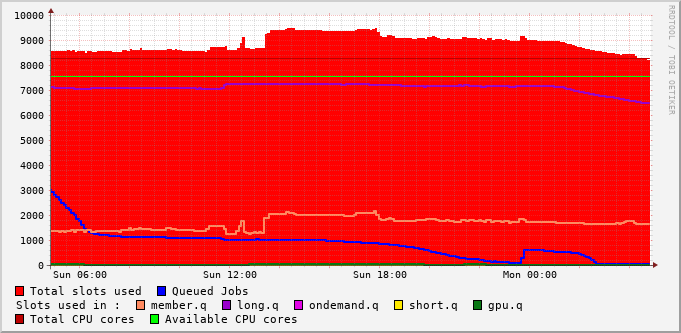 RRDTOOL / TOBI OETIKER
10000
9000
8000
7000
6000
5000
4000
3000
2000
1000
0
Sun 06:00 Sun 12:00 Sun 18:00 Mon 00:00
Total slots used Queued Jobs
Slots used in : member.q long.q ondemand.q short.q gpu.q
Total CPU cores Available CPU cores